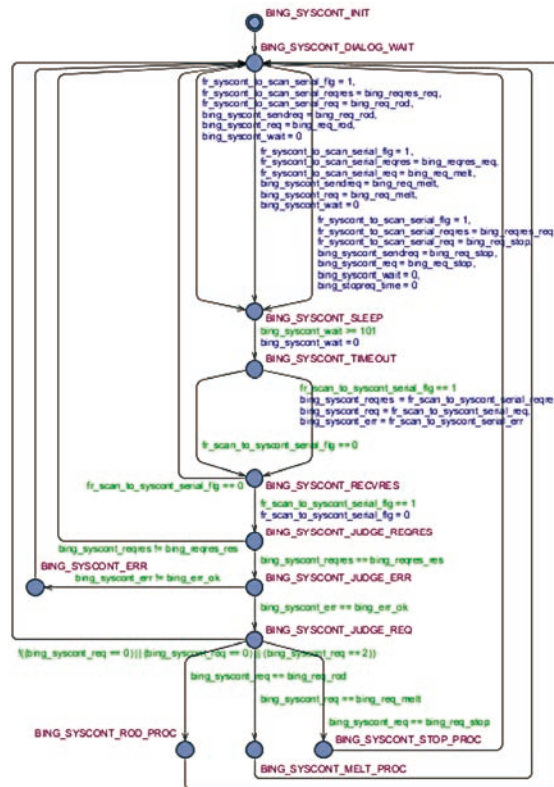 BING_SYSCONT_INIT
BING_SYSCONT_DIALOG_WAIT
fr_syscont_to_scan_serial_flg = 1,
fr_syscont_to_scan_serial_reqres = bing_reqres_req,
fr_syscont_to_scan_serial_req = bing_req_rod,
bing_syscont_sendreq = bing_req_rod,
bing_syscont_req = bing_req_rod,
bing_syscont_wait = 0
fr_syscont_to_scan_serial_flg = 1,
fr_syscont_to_scan_serial_reqres = bing_reqres_req,
fr_syscont_to_scan_serial_req = bing_req_melt,
bing_syscont_sendreq = bing_req_melt,
bing_syscont_req = bing_req_melt,
bing_syscont_wait = 0
fr_syscont_to_scan_serial_flg = 1,
fr_syscont_to_scan_serial_reqres = bing_reqres_req
fr_syscont_to_scan_serial_req = bing_req_stop,
bing_syscont_sendreq = bing_req_stop,
bing_syscont_req = bing_req_stop,
bing_syscont_wait = 0,
bing_stopreq_time = 0
BING_SYSCONT_SLEEP
bing_syscont_wait >= 101
bing_syscont_wait = 0
BING_SYSCONT_TIMEOUT
fr_scan_to_syscont_serial_flg == 1
bing_syscont_reqres = fr_scan_to_syscont_serial_reqre
bing_syscont_req = fr_scan_to_syscont_serial_req,
bing_syscont_err = fr_scan_to_syscont_serial_err
fr_scan_to_syscont_serial_flg == 0
fr_scan_to_syscont_serial_flg == 0
BING_SYSCONT_RECVRES
fr_scan_to_syscont_serial_flg == 1
fr_scan_to_syscont_serial_flg = 0
BING_SYSCONT_JUDGE_REQRES
bing_syscont_reqres != bing_reqres_res
bing_syscont_reqres == bing_reqres_res
BING_SYSCONT_ERR
bing_syscont_err != bing_err_ok
BING_SYSCONT_JUDGE_ERR
bing_syscont_err == bing_err_ok
BING_SYSCONT_JUDGE_REQ
f((bing_syscont_req == 0) || (bing_syscont_req == 0) || (bing_syscont_req == 2))
bing_syscont_req == bing_req_rod
bing_syscont_req == bing_req_melt
bing_syscont_req == bing_req_stop
BING_SYSCONT_ROD_PROC
BING_SYSCONT_STOP_PROC
BING_SYSCONT_MELT_PROC